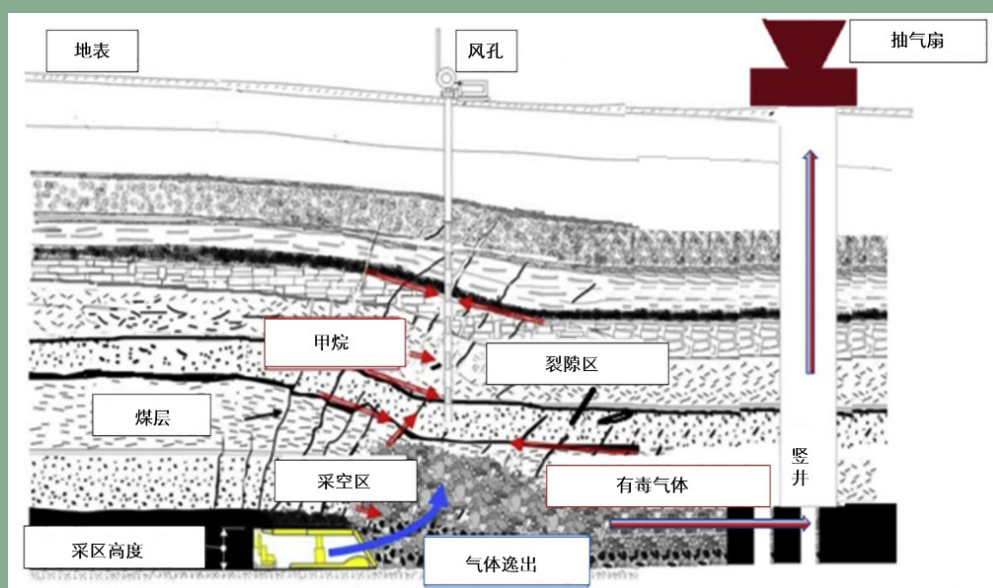 地表
风孔
抽气扇
甲烷
裂隙区
煤层
采空区
有毒气体
竖井
采区高度
气体逸出